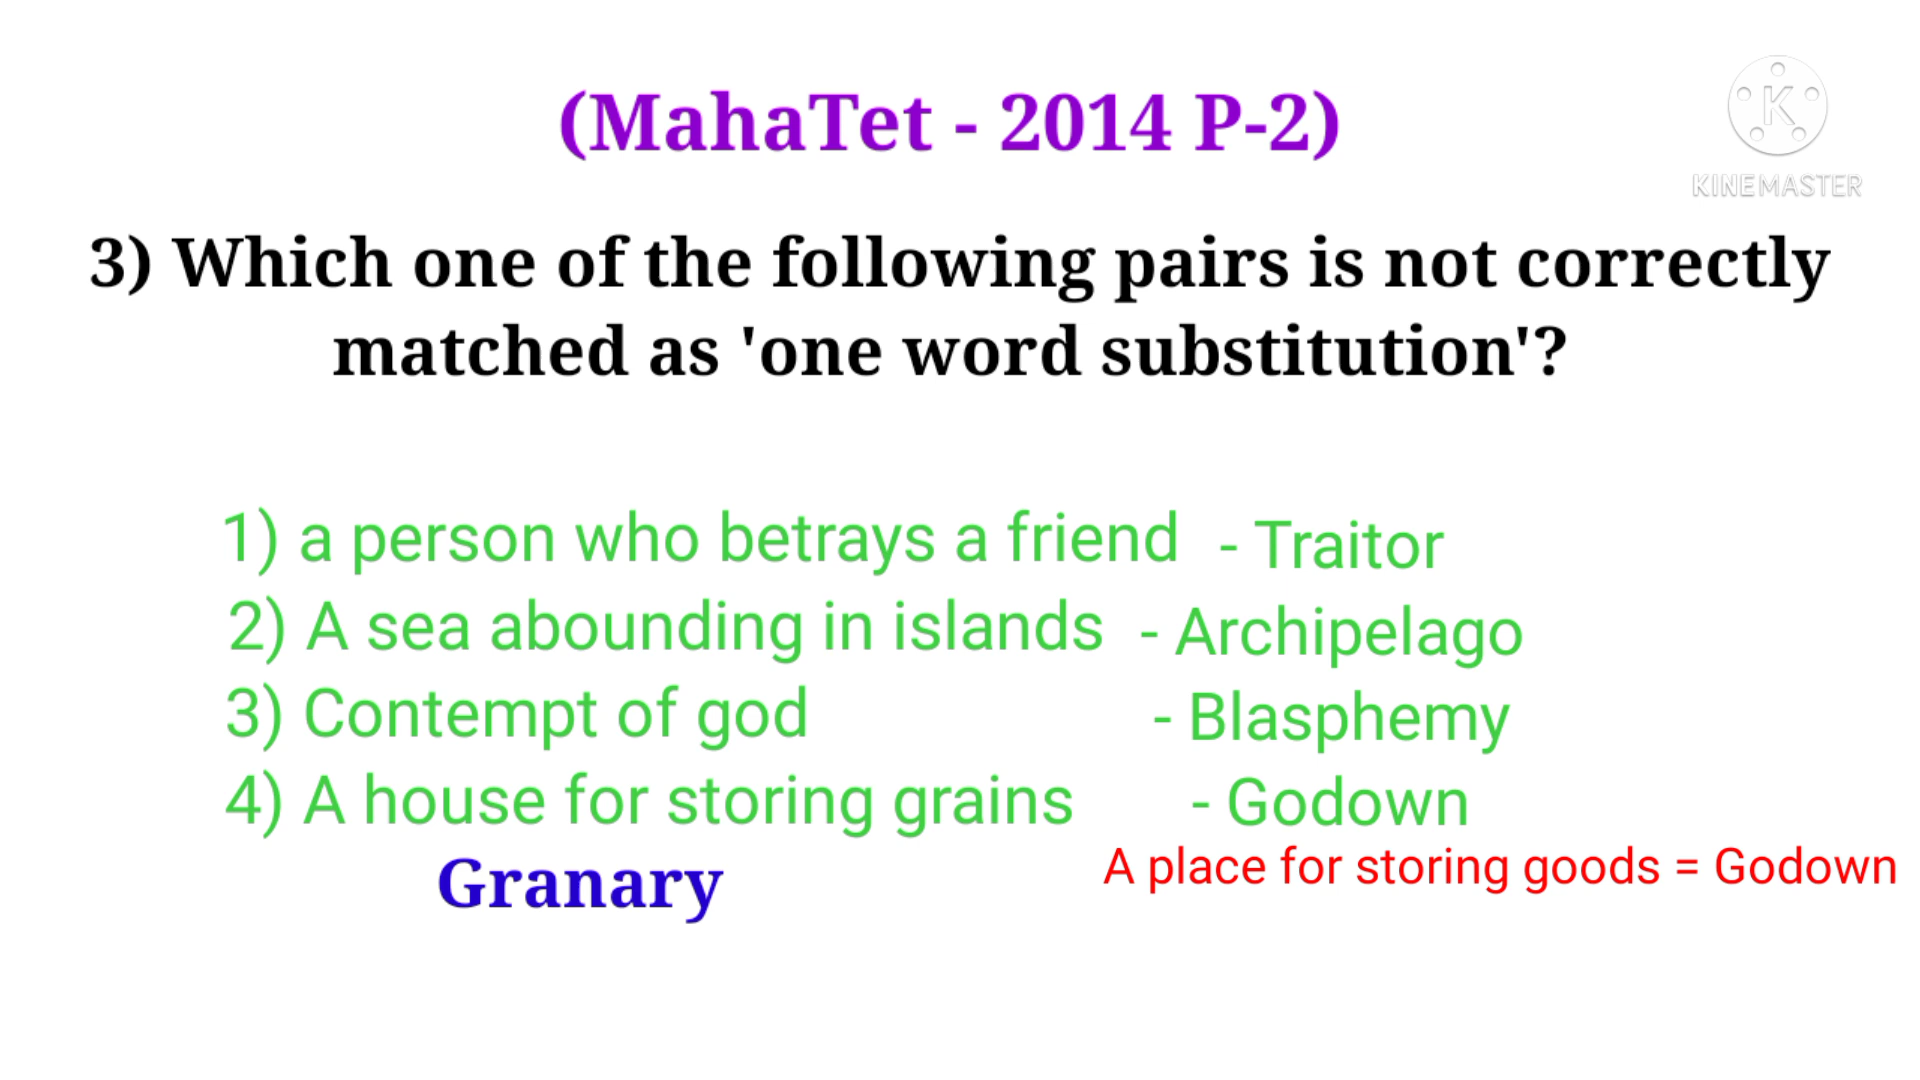 (MahaTet - 2014 P-2)
K
KINEMASTER
3) Which one of the following pairs is not correctly
matched as 'one word substitution'?
1) a person who betrays a friend - Traitor
2) A sea abounding in islands - Archipelago
3) Contempt of god - Blasphemy
4) A house for storing grains - Godown
Granary
A place for storing goods = Godown